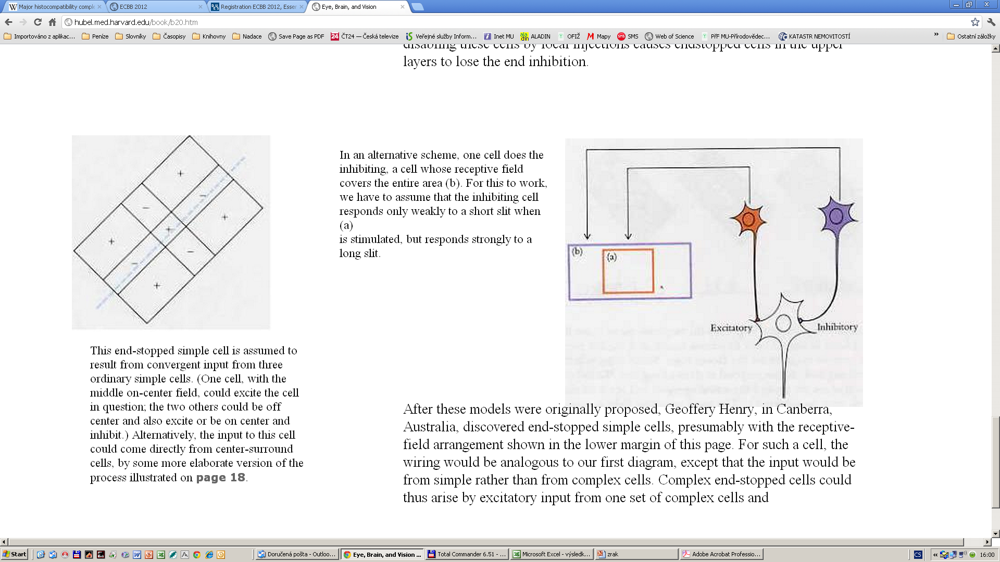 Major histocompatibility comple
ECBB 2012
Registration ECBB 2012, Esser
Eye, Brain, and Vision
hubel.med.harvard.edu/book/b20.htm
Importováno z aplikac...
Peníze
Slovníky
Časopisy
Knihovny
Nadace
Save Page as PDF
24 ČT24 — Česká televize
Veřejné služby Inform...
Inet MU
ALADIN
OFIŽ
Mapy
SMS SMS
Web of Science
PřF MU-Přírodovědec...
KATASTR NEMOVITOSTÍ
»
Ostatní záložky
disabling these cells by local injections causes endstopped cells in the upper
layers to lose the end inhibition.
In an alternative scheme, one cell does the
inhibiting, a cell whose receptive field
covers the entire area (b). For this to work,
we have to assume that the inhibiting cell
responds only weakly to a short slit when
(a)
is stimulated, but responds strongly to a
long slit.
(b)
(a)
Excitatory
Inhibitory
This end-stopped simple cell is assumed to
result from convergent input from three
ordinary simple cells. (One cell, with the
middle on-center field, could excite the cell
in question; the two others could be off
center and also excite or be on center and
inhibit.) Alternatively, the input to this cell
could come directly from center-surround
cells, by some more elaborate version of the
process illustrated on page 18.
After these models were originally proposed, Geoffery Henry, in Canberra,
Australia, discovered end-stopped simple cells, presumably with the receptive-
field arrangement shown in the lower margin of this page. For such a cell, the
wiring would be analogous to our first diagram, except that the input would be
from simple rather than from complex cells. Complex end-stopped cells could
thus arise by excitatory input from one set of complex cells and
Start
Doručená pošta - Outloo...
Eye, Brain, and Vision ...
Total Commander 6.51 - ...
Microsoft Excel - výsledk...
zrak
Adobe Acrobat Professio...
CS
«
16:00